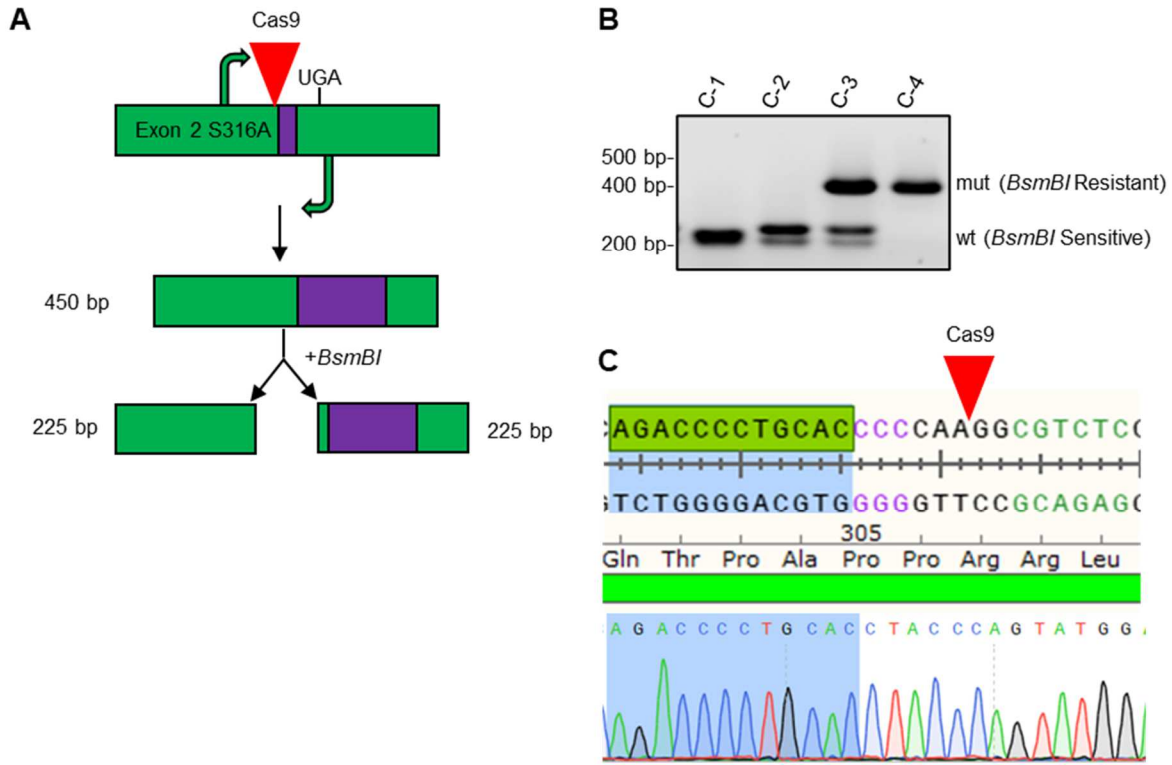 A
Cas9
UGA
Exon 2 S316A
450 bp
+BsmBI
225 bp
225 bp
B
C-1
C-2
C-3
C-4
500 bp-
400 bp-
200 bp-
mut (BsmBI Resistant)
wt (BsmBI Sensitive)
C
Cas9
AGACCCCTGCACCCCCAAGGCGTCTC
GTCTGGGGACGTGGGGGTTCCGCAGAG
305
Gln Thr Pro Ala Pro Pro Arg Arg Leu
AGACCCCTGCACCTACCCAGTATGG